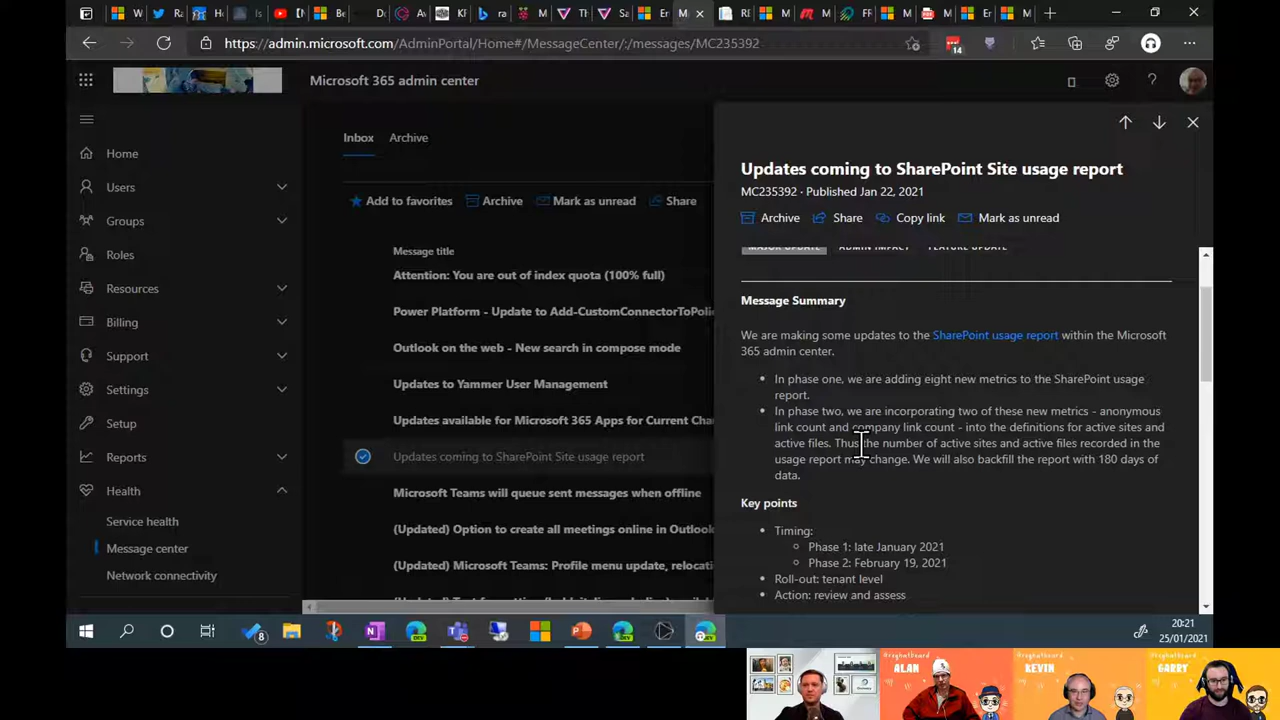 https://admin.microsoft.com/AdminPortal/Home#/MessageCenter/:/messages/MC235392
14
Microsoft 365 admin center
Home
Users
Groups
Roles
Resources
Billing
Support
Settings
Setup
Reports
Health
Service health
Message center
Network connectivity
Inbox
Archive
Add to favorites
Archive
Mark as unread
Share
Message title
Attention: You are out of index quota (100% full)
Power Platform - Update to Add-CustomConnectorToPolic
Outlook on the web - New search in compose mode
Updates to Yammer User Management
Updates available for Microsoft 365 Apps for Current Cha
Updates coming to SharePoint Site usage report
Microsoft Teams will queue sent messages when offline
(Updated) Option to create all meetings online in Outlook
(Updated) Microsoft Teams: Profile menu update, relocati
Updates coming to SharePoint Site usage report
MC235392 · Published Jan 22, 2021
Archive
Share
Copy link
Mark as unread
MAJOR UPDATE ADMIN IMPACT FEATURE UPDATE
Message Summary
We are making some updates to the SharePoint usage report within the Microsoft
365 admin center.
• In phase one, we are adding eight new metrics to the SharePoint usage
report.
• In phase two, we are incorporating two of these new metrics - anonymous
link count and company link count - into the definitions for active sites and
active files. Thus the number of active sites and active files recorded in the
usage report may change. We will also backfill the report with 180 days of
data.
Key points
• Timing:
Phase 1: late January 2021
Phase 2: February 19, 2021
• Roll-out: tenant level
• Action: review and assess
8
20:21
25/01/2021
ALAN
KEVIN
GARRY